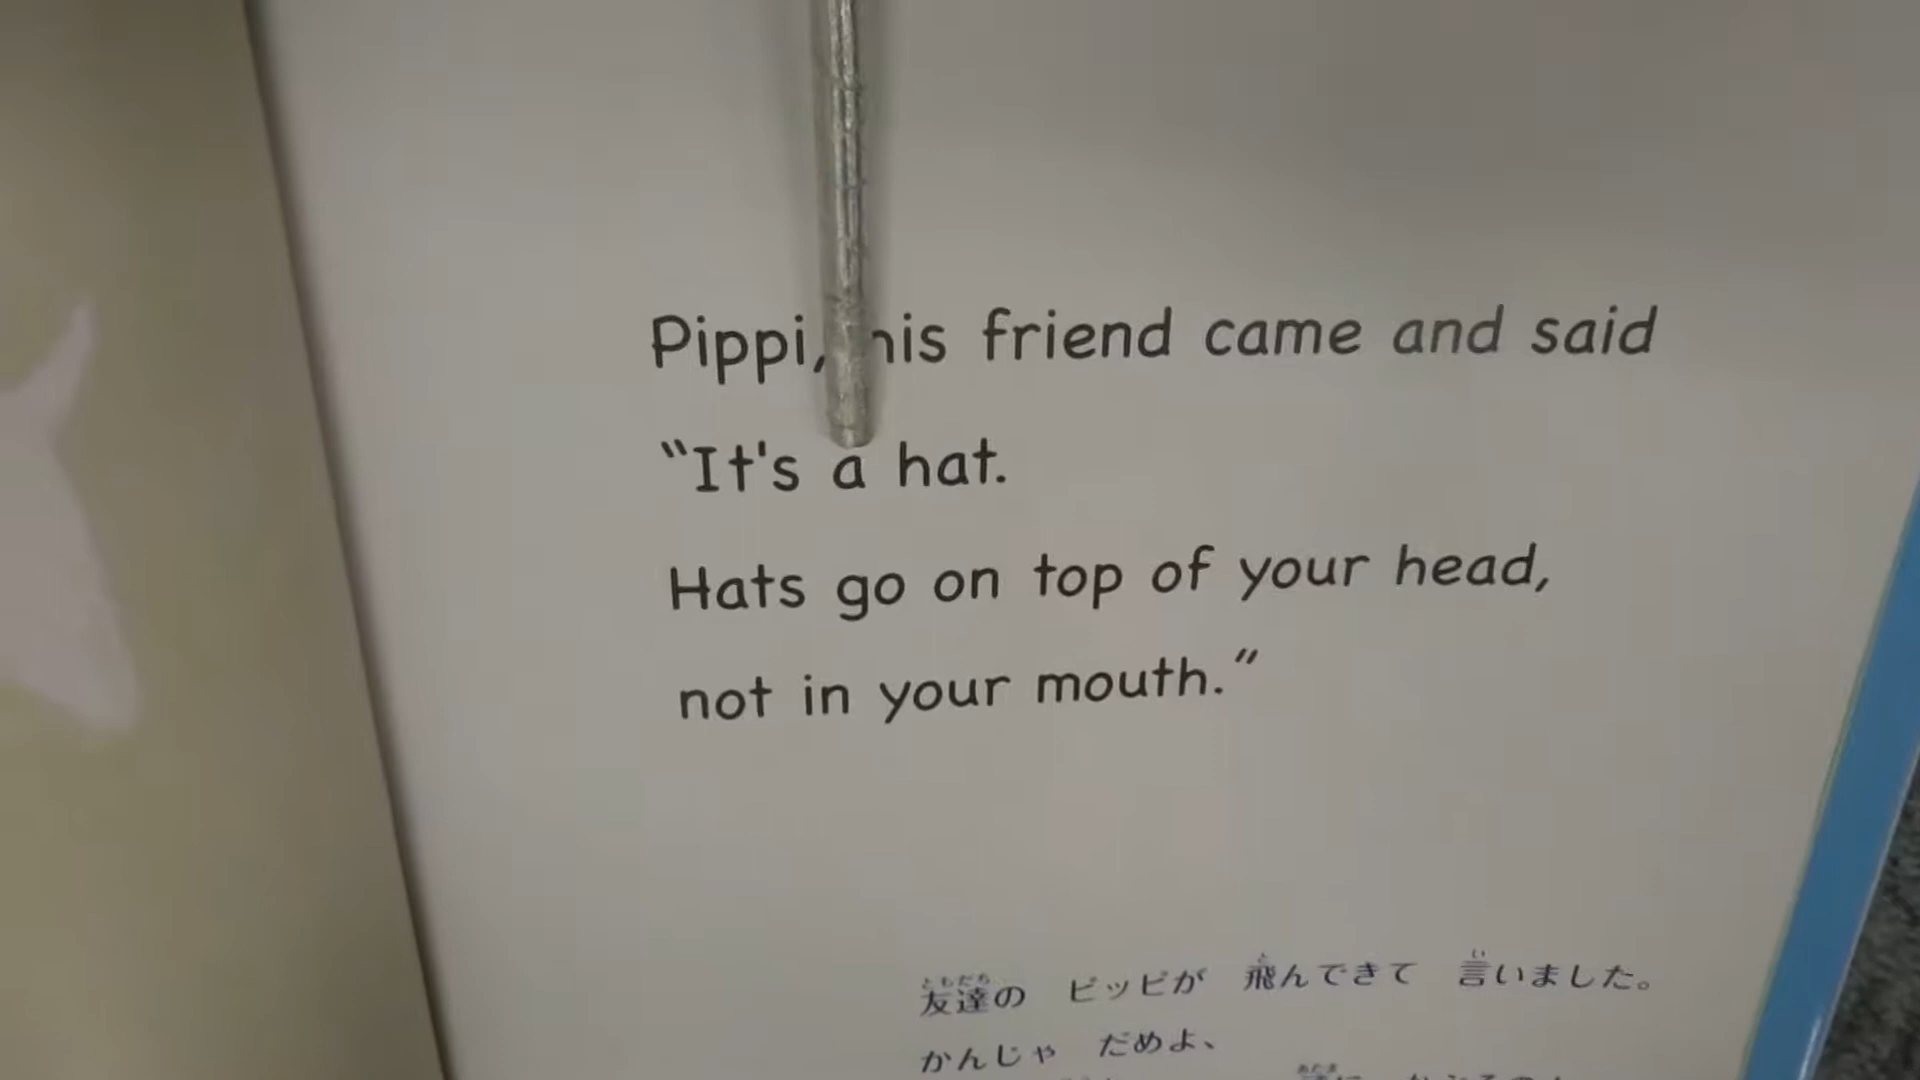 Pippi, his friend came and said
“It's a hat.
Hats go on top of your head,
not in your mouth.”
友達の ピッピが 飛んできて 言いました。
かんじゃ だめよ、